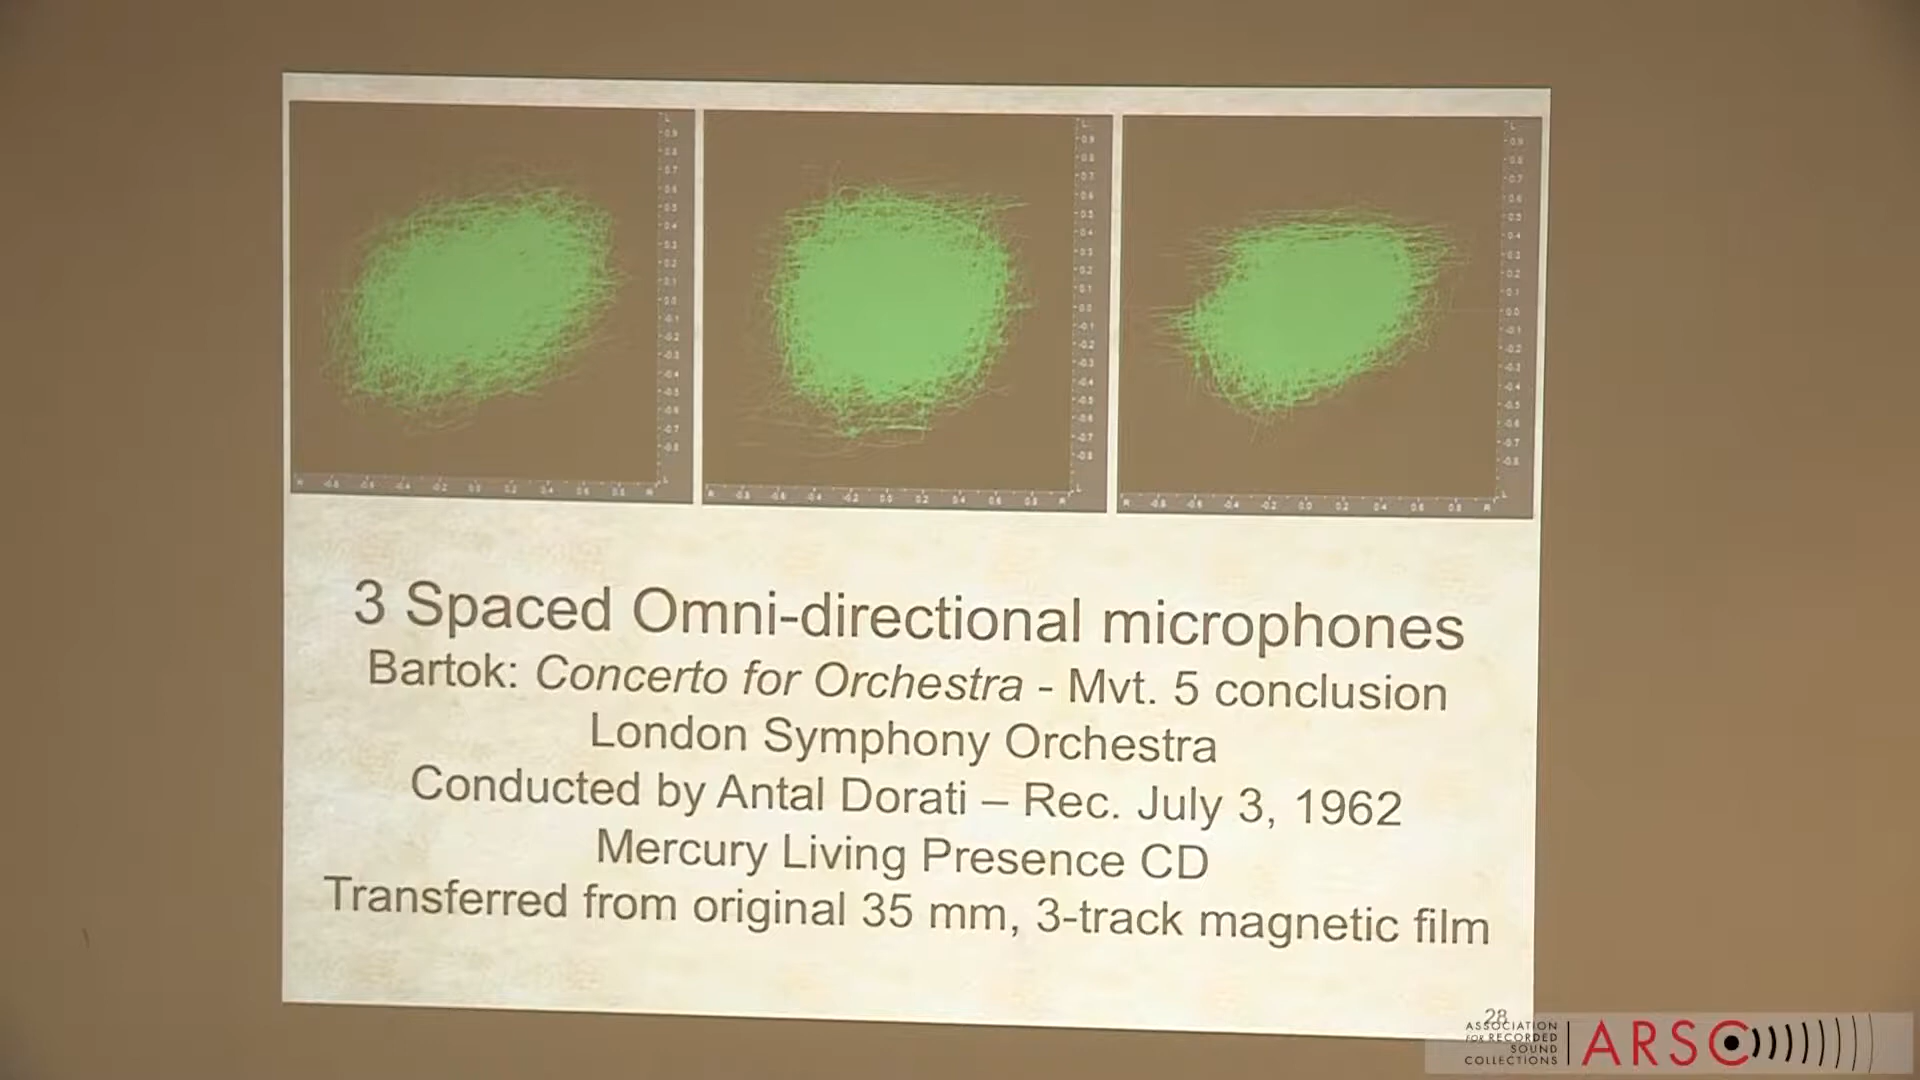 3 Spaced Omni-directional microphones
Bartok: Concerto for Orchestra - Mvt. 5 conclusion
London Symphony Orchestra
Conducted by Antal Dorati – Rec. July 3, 1962
Mercury Living Presence CD
Transferred from original 35 mm, 3-track magnetic film
28
ASSOCIATION
FOR RECORDED
SOUND
COLLECTIONS
ARSC